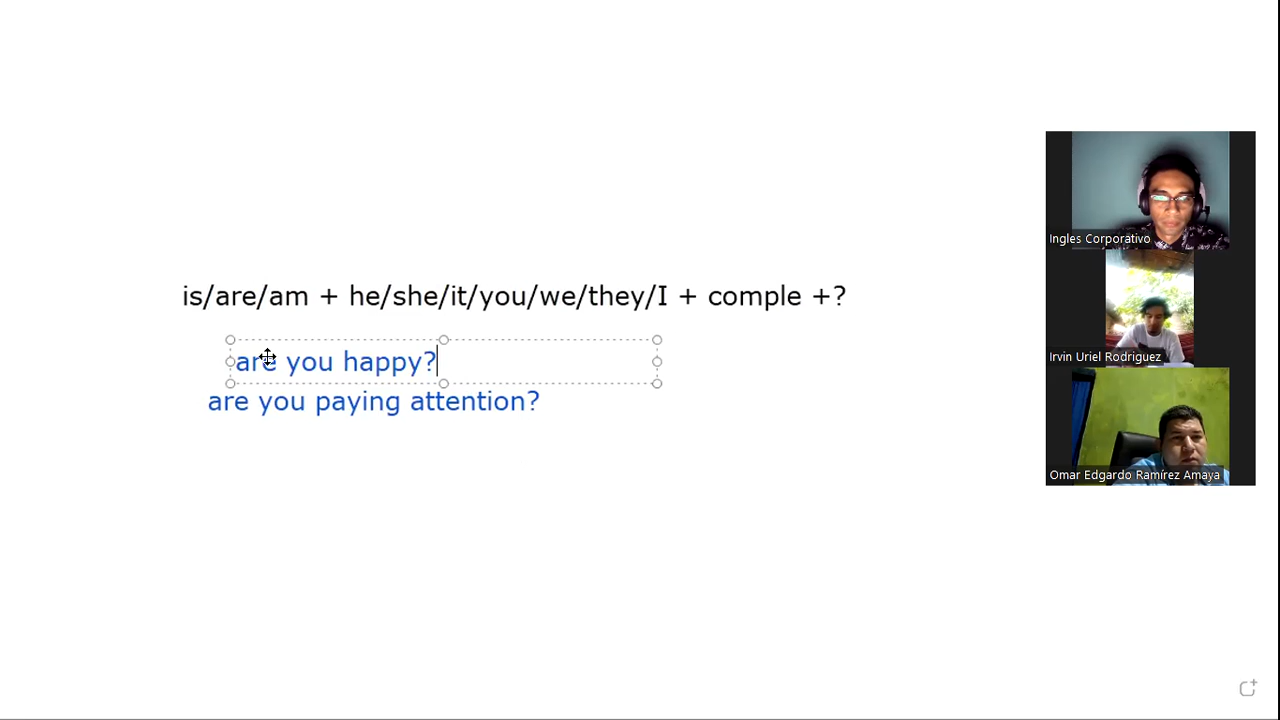 is/are/am + he/she/it/you/we/they/I + comple +?
are you happy?
are you paying attention?
Ingles Corporativo
Irvin Uriel Rodriguez
Omar Edgardo Ramírez Amaya